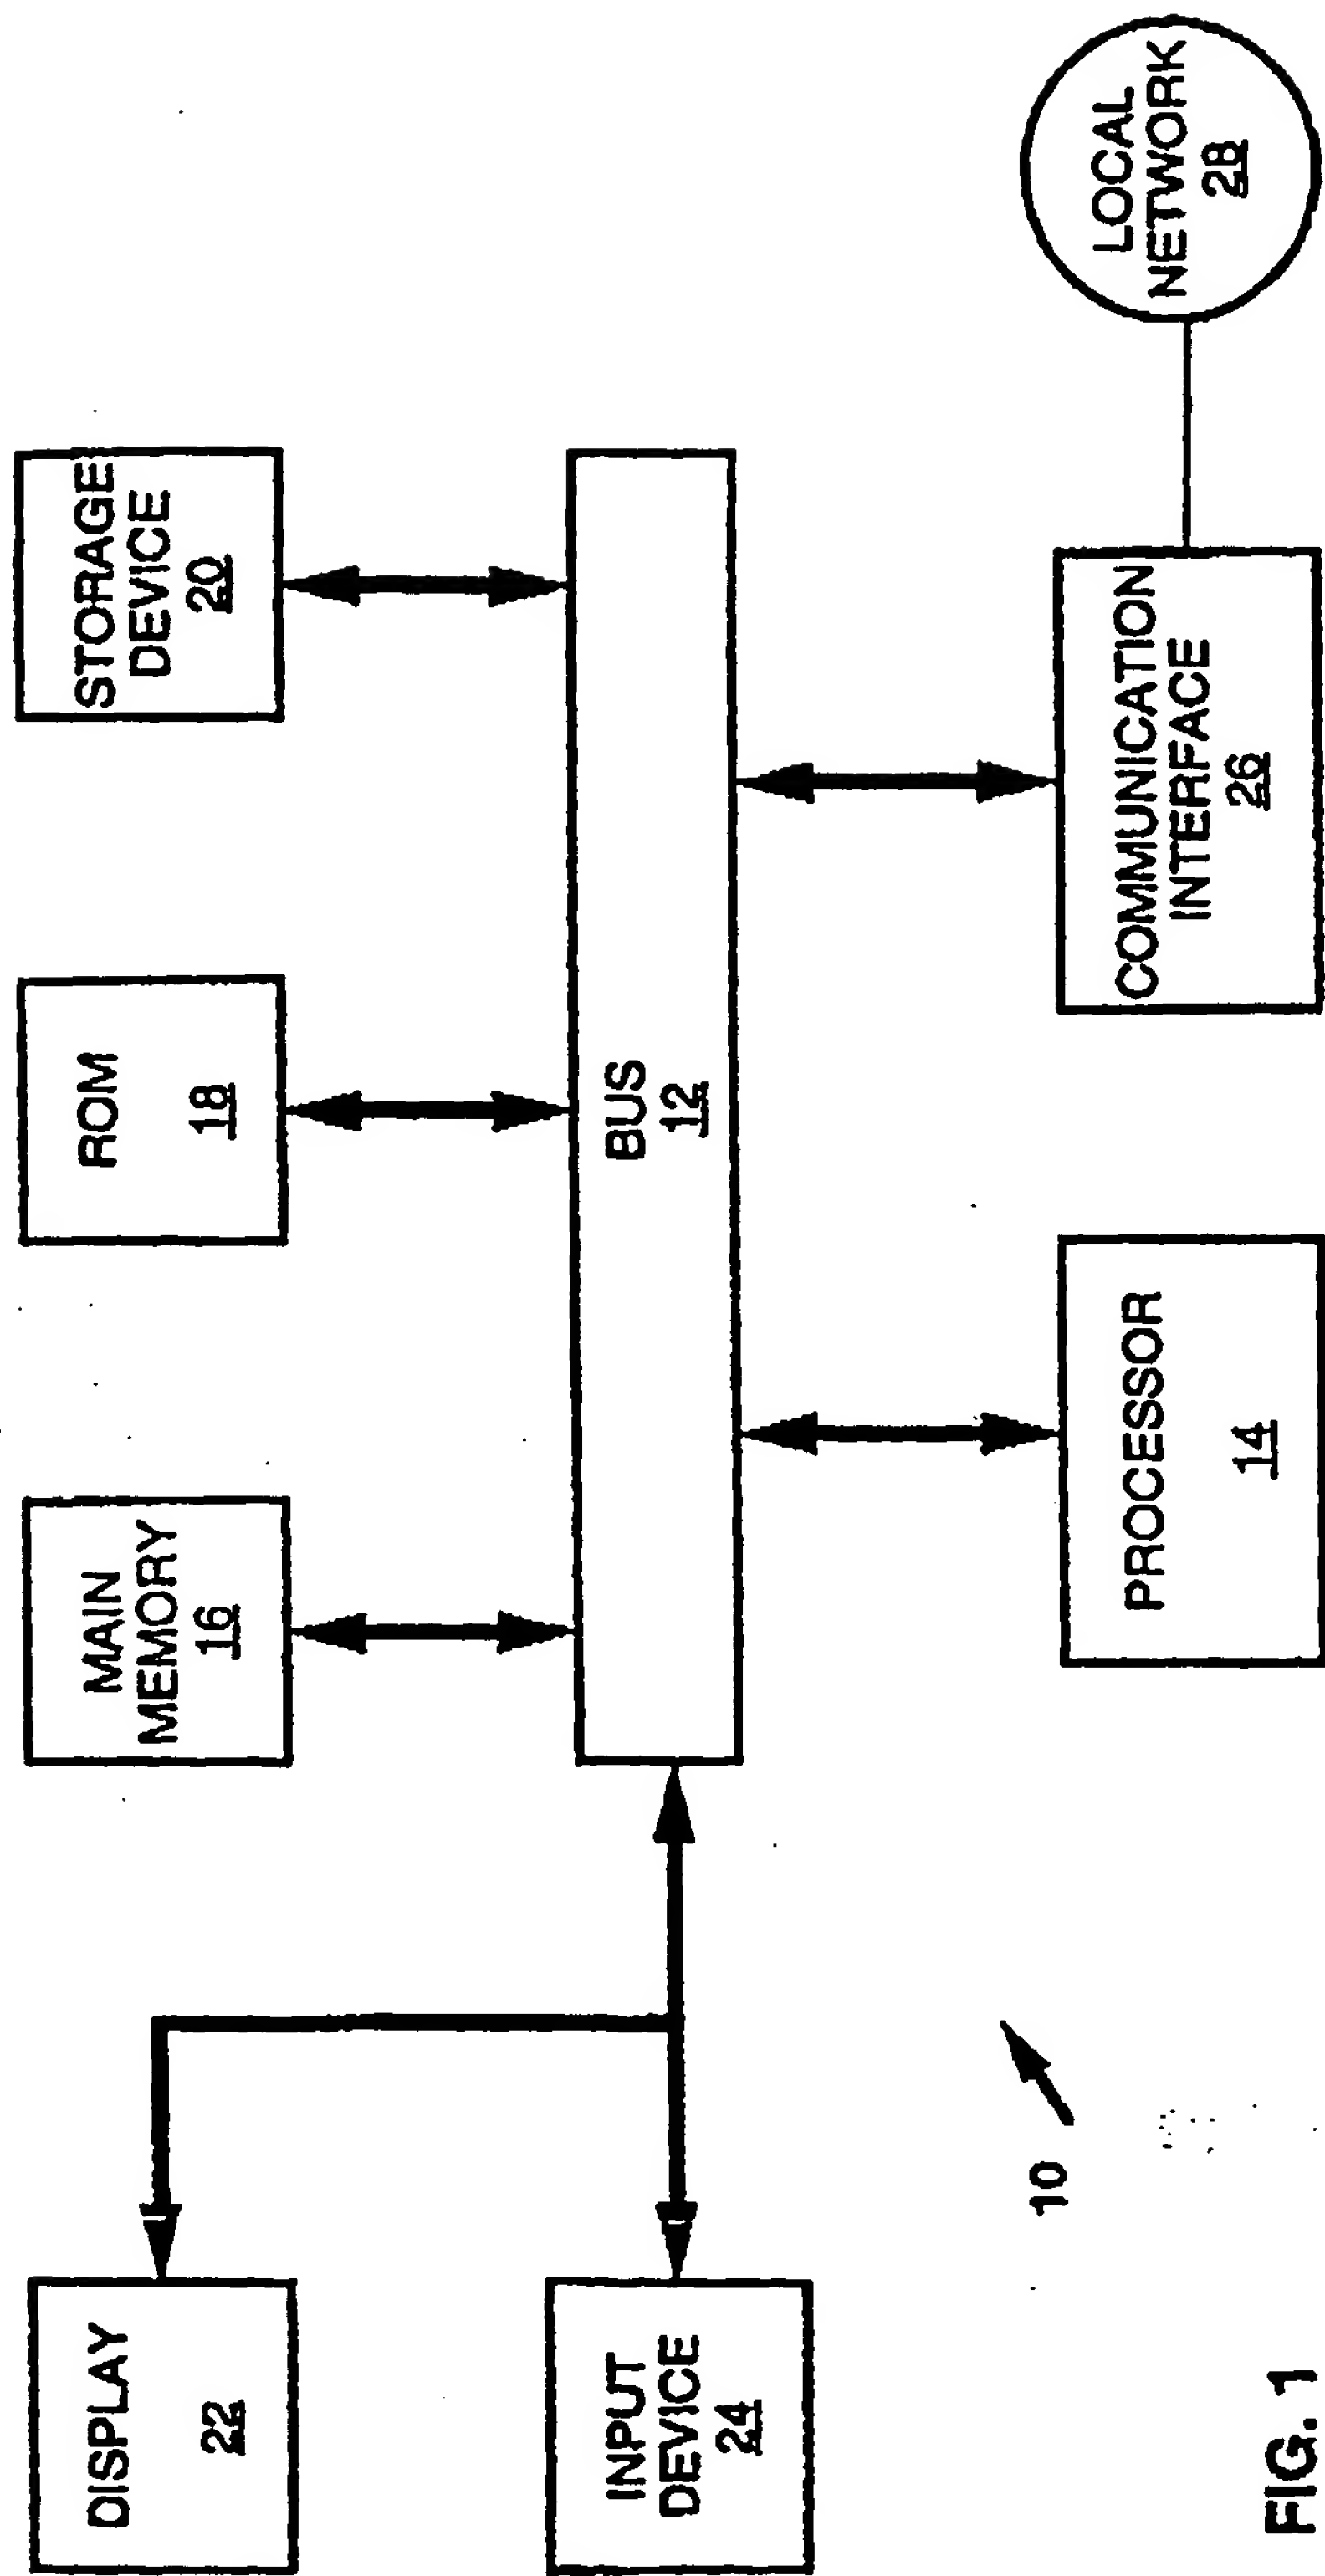 DISPLAY
22
MAIN
MEMORY
16
ROM
18
STORAGE
DEVICE
20
INPUT
DEVICE
24
BUS
12
10
PROCESSOR
14
COMMUNICATION
INTERFACE
26
LOCAL
NETWORK
28
FIG. 1